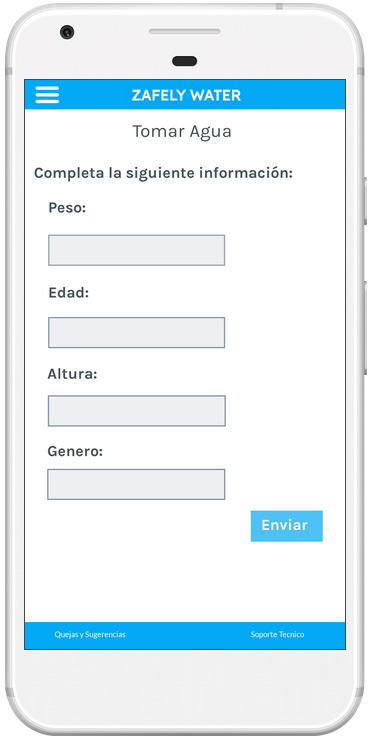 ZAFELY WATER
Tomar Agua
Completa la siguiente información:
Peso:
Edad:
Altura:
Genero:
Enviar
Quejas y Sugerencias
Soporte Tecnico